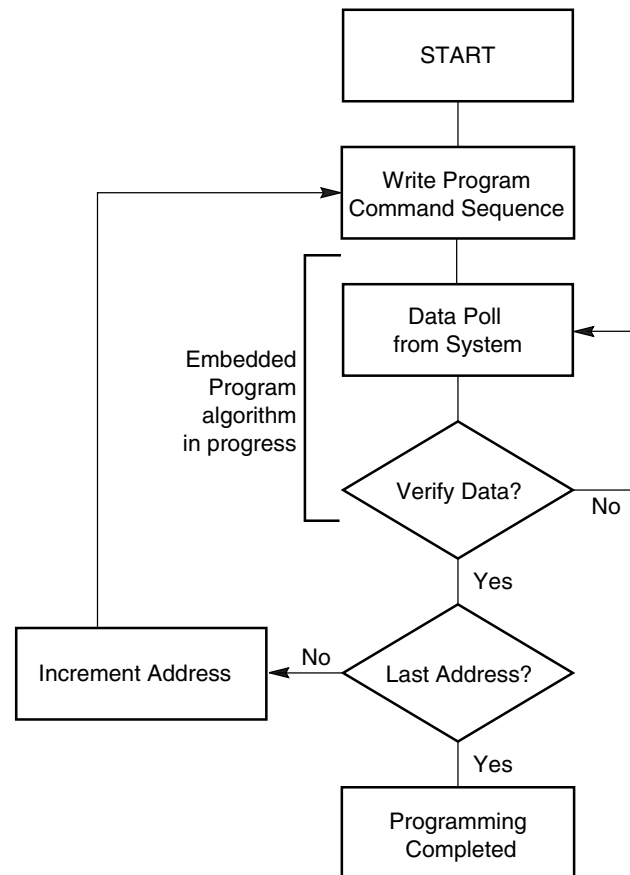 START
Write Program
Command Sequence
Data Poll
from System
Embedded
Program
algorithm
in progress
Verify Data?
No
Yes
Increment Address
No
Last Address?
Yes
Programming
Completed